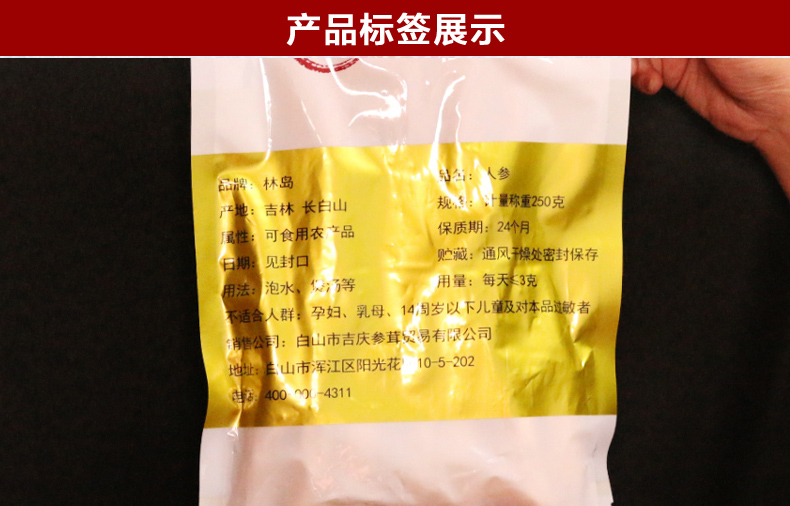 产品标签展示
品牌：林岛
品名：人参
产地：吉林 长白山
规格：计量称重250克
属性：可食用农产品
保质期：24个月
日期：见封口
贮藏：通风干燥处密封保存
用法：泡水、煲汤等
用量：每天≤3克
不适合人群：孕妇、乳母、14周岁以下儿童及对本品过敏者
销售公司：白山市吉庆参茸贸易有限公司
地址：白山市浑江区阳光花 10-5-202
电话：400 -4311